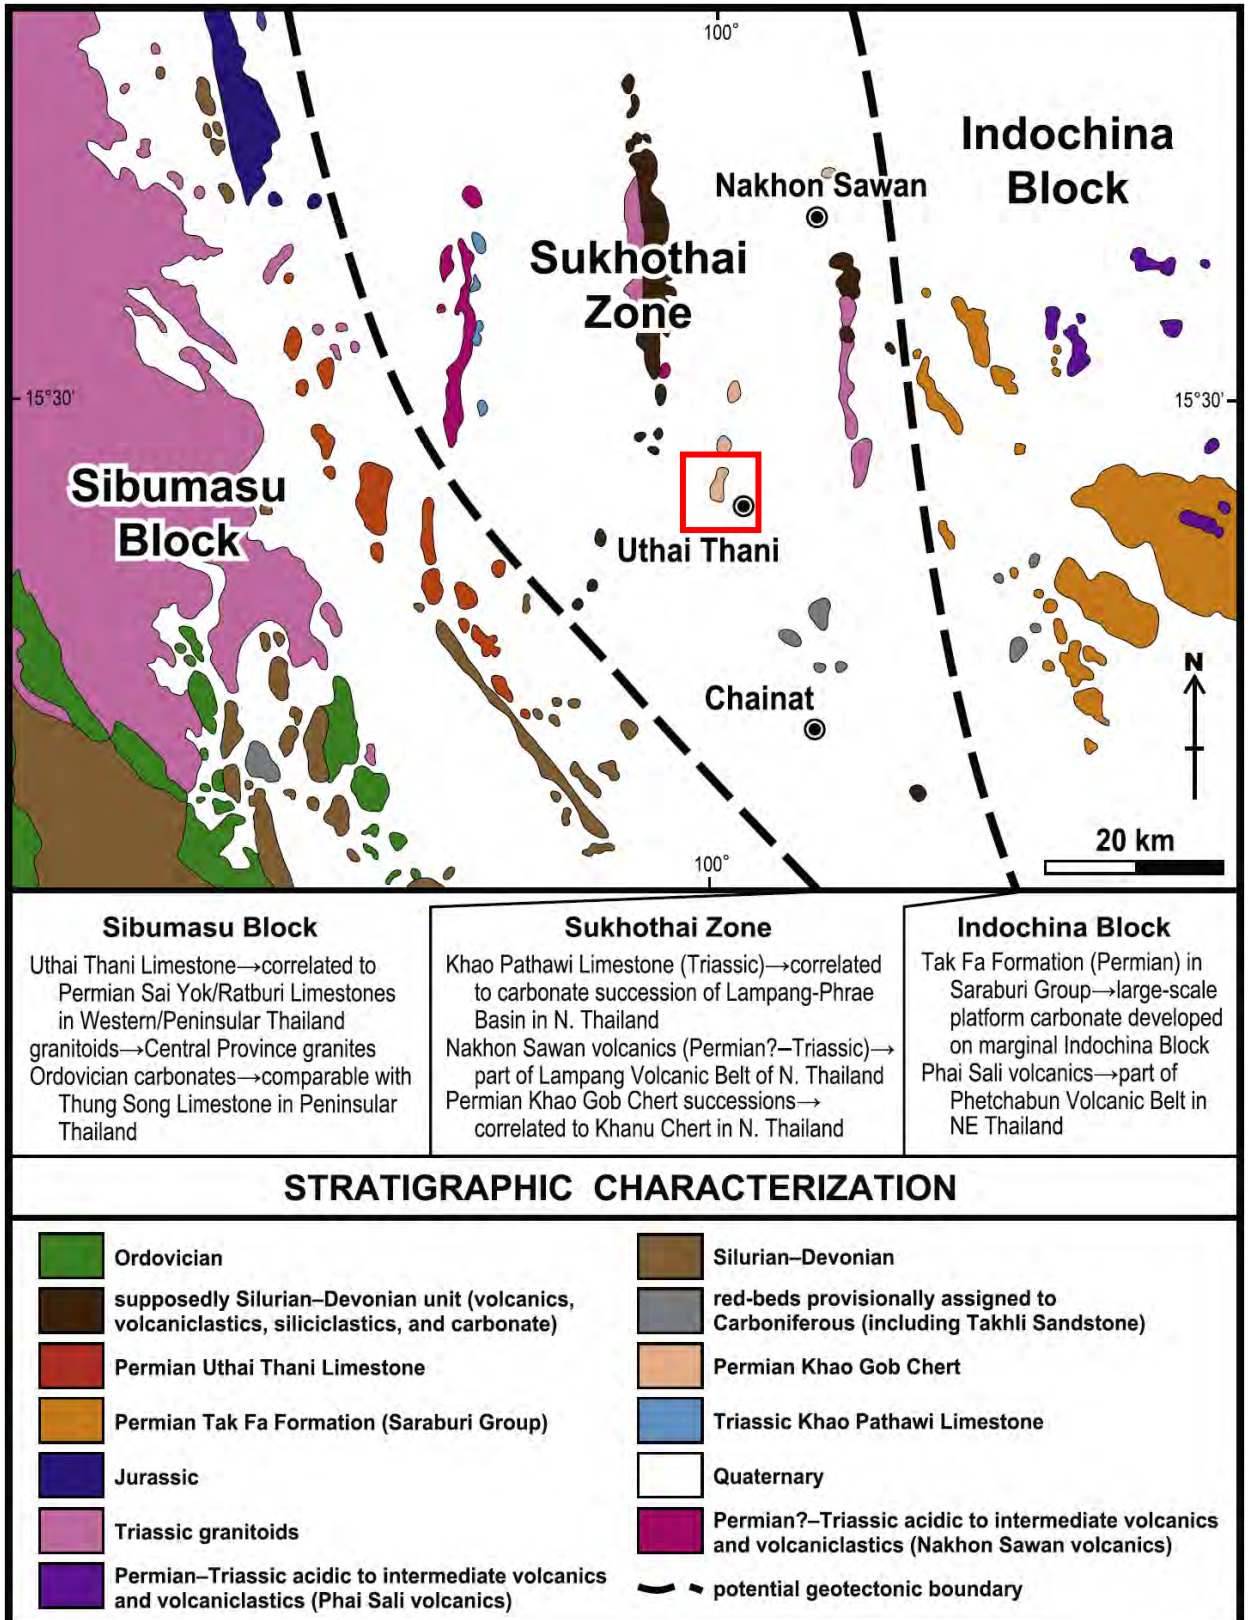 100°
Indochina
Block
Nakhon Sawan
Sukhothai
Zone
15°30'
15°30'
Sibumasu
Block
Uthai Thani
N
Chainat
20 km
100°
Sibumasu Block
Uthai Thani Limestone→correlated to
Permian Sai Yok/Ratburi Limestones
in Western/Peninsular Thailand
granitoids→Central Province granites
Ordovician carbonates→comparable with
Thung Song Limestone in Peninsular
Thailand
Sukhothai Zone
Khao Pathawi Limestone (Triassic)→correlated
to carbonate succession of Lampang-Phrae
Basin in N. Thailand
Nakhon Sawan volcanics (Permian?–Triassic)→
part of Lampang Volcanic Belt of N. Thailand
Permian Khao Gob Chert successions→
correlated to Khanu Chert in N. Thailand
Indochina Block
Tak Fa Formation (Permian) in
Saraburi Group→large-scale
platform carbonate developed
on marginal Indochina Block
Phai Sali volcanics→part of
Phetchabun Volcanic Belt in
NE Thailand
STRATIGRAPHIC CHARACTERIZATION
Ordovician
supposedly Silurian–Devonian unit (volcanics,
volcaniclastics, siliciclastics, and carbonate)
Permian Uthai Thani Limestone
Permian Tak Fa Formation (Saraburi Group)
Jurassic
Triassic granitoids
Permian–Triassic acidic to intermediate volcanics
and volcaniclastics (Phai Sali volcanics)
Silurian–Devonian
red-beds provisionally assigned to
Carboniferous (including Takhli Sandstone)
Permian Khao Gob Chert
Triassic Khao Pathawi Limestone
Quaternary
Permian?–Triassic acidic to intermediate volcanics
and volcaniclastics (Nakhon Sawan volcanics)
potential geotectonic boundary